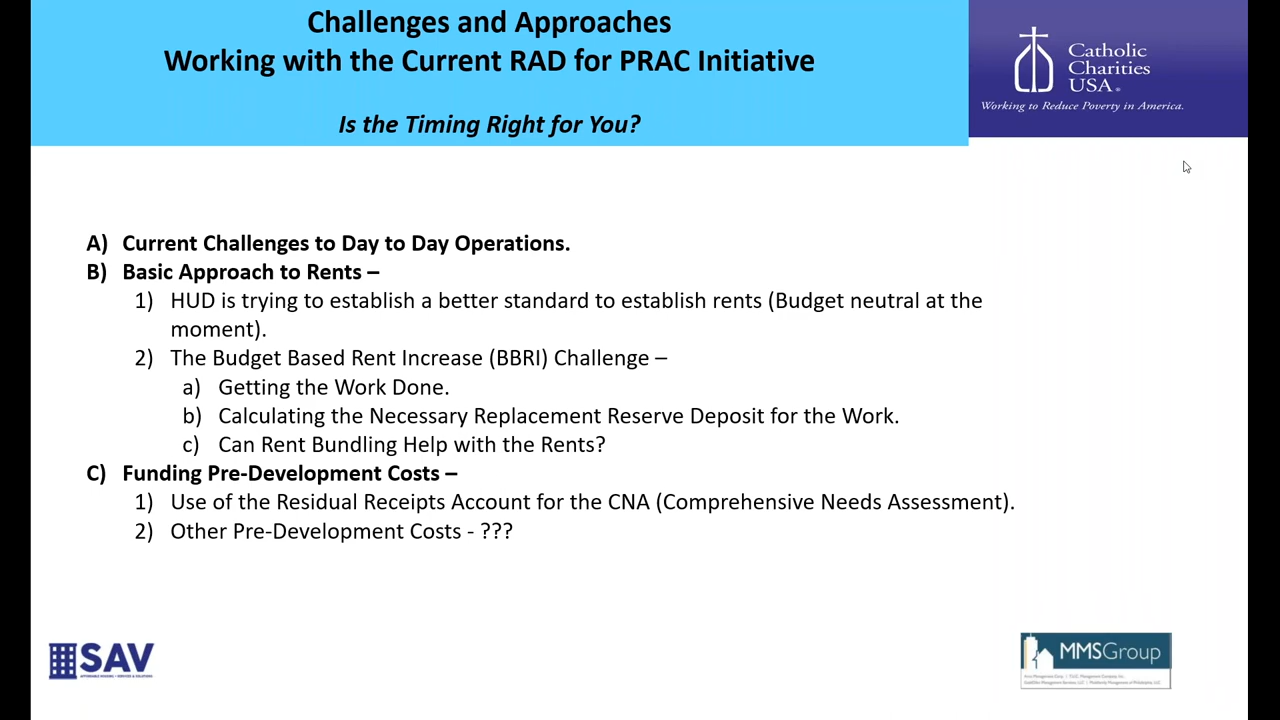 Challenges and Approaches
Working with the Current RAD for PRAC Initiative
Is the Timing Right for You?
Catholic
Charities
USA®
Working to Reduce Poverty in America.
A) Current Challenges to Day to Day Operations.
B) Basic Approach to Rents –
1) HUD is trying to establish a better standard to establish rents (Budget neutral at the
moment).
2) The Budget Based Rent Increase (BBRI) Challenge –
a) Getting the Work Done.
b) Calculating the Necessary Replacement Reserve Deposit for the Work.
c) Can Rent Bundling Help with the Rents?
C) Funding Pre-Development Costs –
1) Use of the Residual Receipts Account for the CNA (Comprehensive Needs Assessment).
2) Other Pre-Development Costs - ???
SAV
MMSGroup